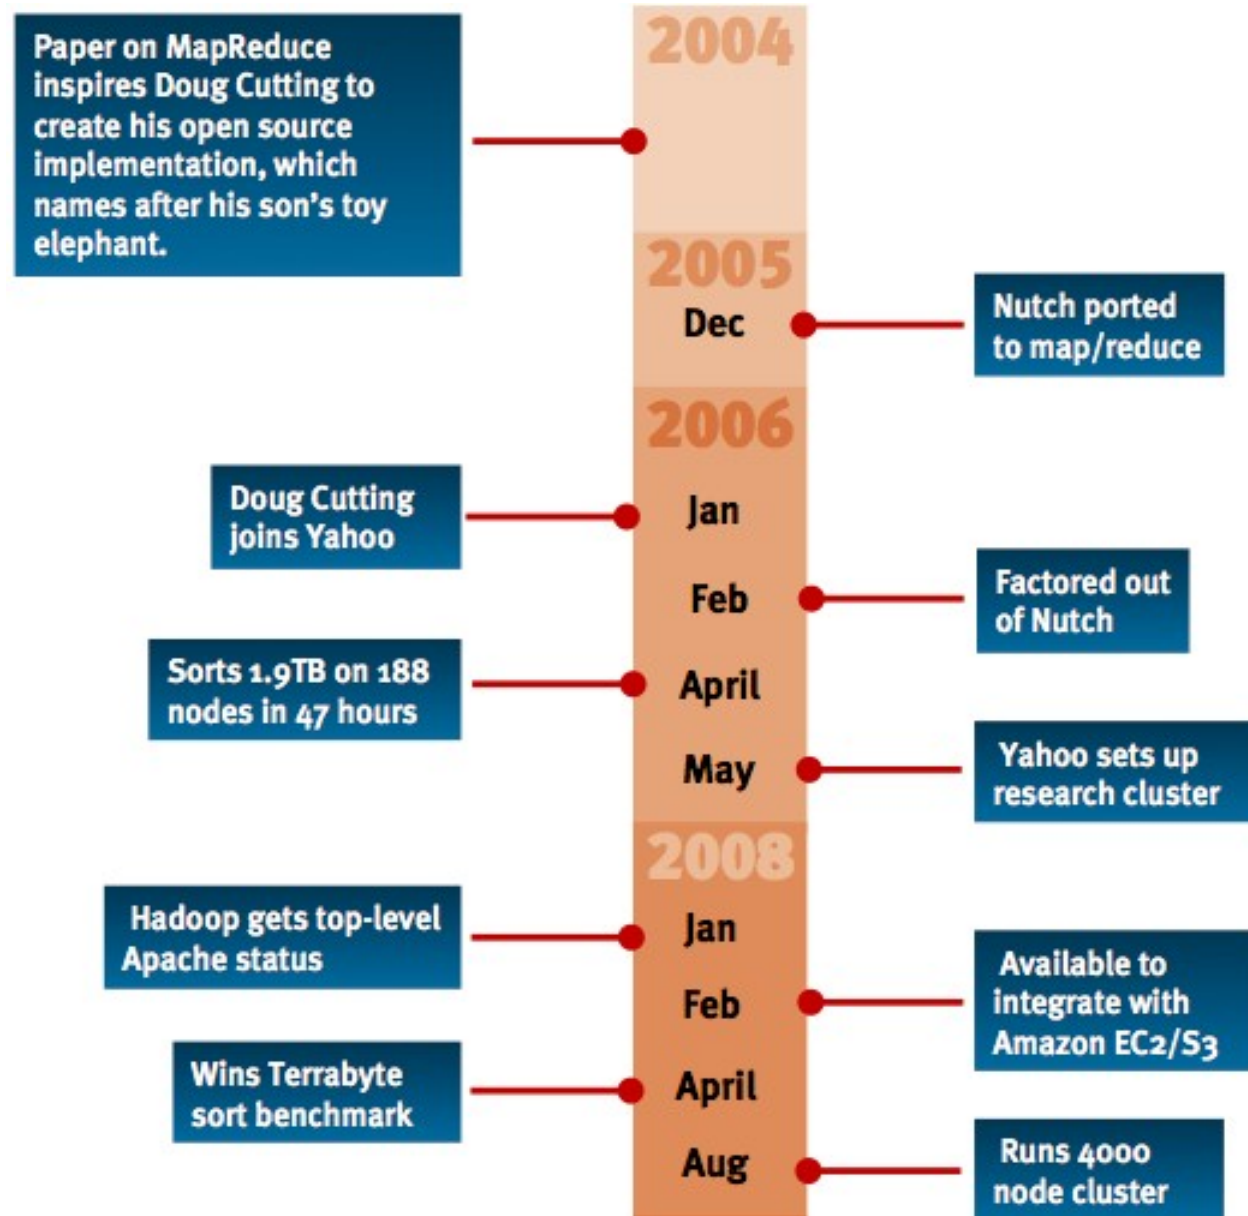 2004
Paper on MapReduce
inspires Doug Cutting to
create his open source
implementation, which
names after his son's toy
elephant.
2005
Dec
Nutch ported
to map/reduce
2006
Doug Cutting
joins Yahoo
Jan
Feb
Factored out
of Nutch
Sorts 1.9TB on 188
nodes in 47 hours
April
May
Yahoo sets up
research cluster
2008
Hadoop gets top-level
Apache status
Jan
Feb
Available to
integrate with
Amazon EC2/S3
Wins Terrabyte
sort benchmark
April
Aug
Runs 4000
node cluster